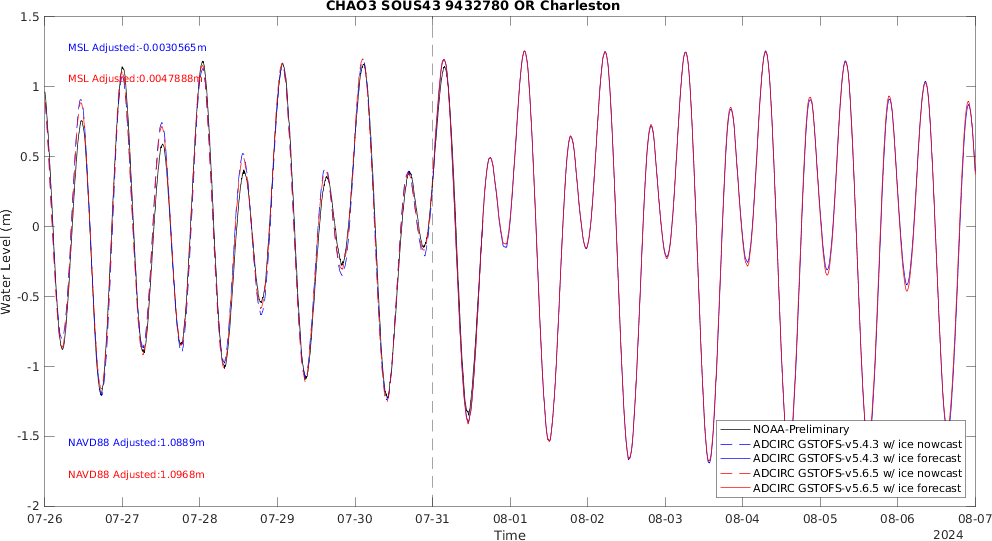 CHAO3 SOUS43 9432780 OR Charleston
1.5
MSL Adjusted:-0.0030565m
MSL Adjusted:0.0047888m
1
0.5
0
Water Level (m)
-0.5
-1
-1.5
NAVD88 Adjusted:1.0889m
NAVD88 Adjusted:1.0968m
-2
NOAA-Preliminary
ADCIRC GSTOFS-v5.4.3 w/ ice nowcast
ADCIRC GSTOFS-v5.4.3 w/ ice forecast
ADCIRC GSTOFS-v5.6.5 w/ ice nowcast
ADCIRC GSTOFS-v5.6.5 w/ ice forecast
07-26 07-27 07-28 07-29 07-30 07-31 08-01 08-02 08-03 08-04 08-05 08-06 08-07
Time
2024